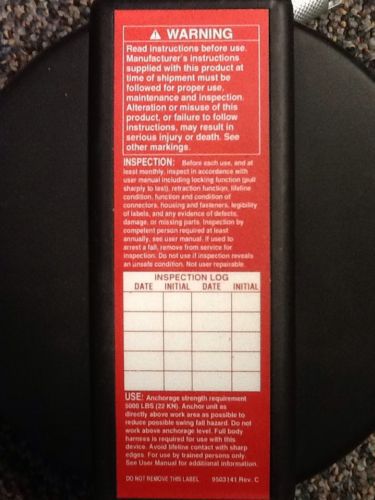 ⚠ WARNING
Read instructions before use.
Manufacturer's instructions
supplied with this product at
time of shipment must be
followed for proper use,
maintenance and inspection.
Alteration or misuse of this
product, or failure to follow
instructions, may result in
serious injury or death. See
other markings.
INSPECTION: Before each use, and at
least monthly, inspect in accordance with
user manual including locking function (pull
sharply to test), retraction function, lifeline
condition, function and condition of
connectors, housing and fasteners, legibility
of labels, and any evidence of defects,
damage, or missing parts. Inspection by
competent person required at least
annually, see user manual. If used to
arrest a fall, remove from service for
inspection. Do not use if inspection reveals
an unsafe condition. Not user repairable.
INSPECTION LOG
DATE INITIAL DATE INITIAL
USE: Anchorage strength requirement
5000 LBS (22 KN). Anchor unit as
directly above work area as possible to
reduce possible swing fall hazard. Do not
work above anchorage level. Full body
harness is required for use with this
device. Avoid lifeline contact with sharp
edges. For use by trained persons only.
See User Manual for additional information.
DO NOT REMOVE THIS LABEL 9503141 Rev. C